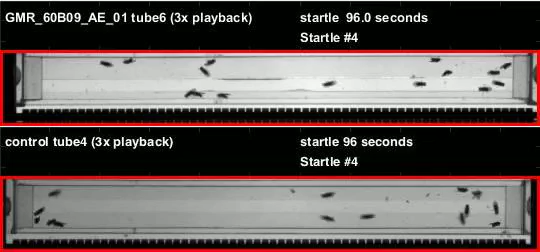 GMR_60B09_AE_01 tube6 (3x playback)
startle 96.0 seconds
Startle #4
control tube4 (3x playback)
startle 96 seconds
Startle #4